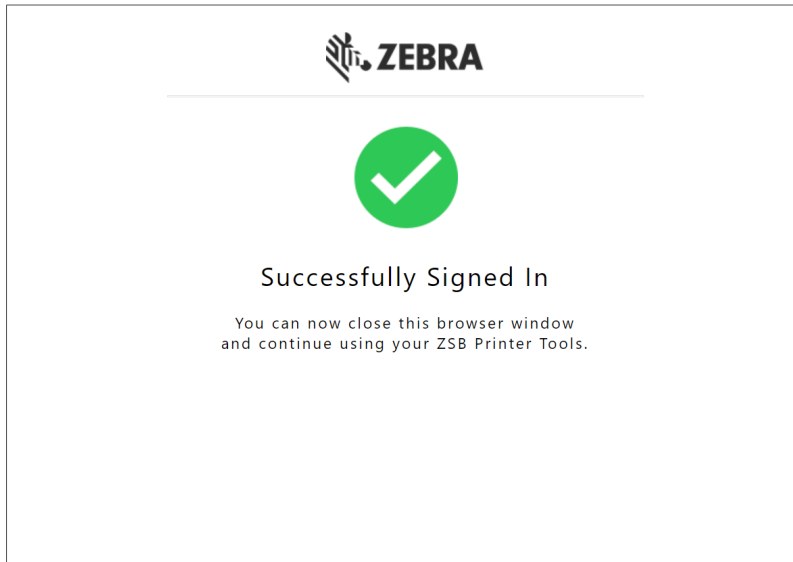 ZEBRA
Successfully Signed In
You can now close this browser window
and continue using your ZSB Printer Tools.